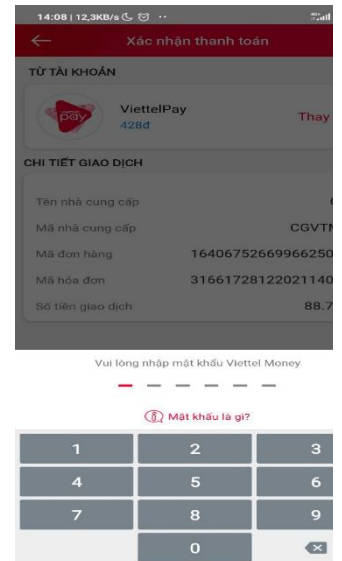 14:08 | 12,3KB/s
Xác nhận thanh toán
TỪ TÀI KHOẢN
pay
ViettelPay
428đ
Thay
CHI TIẾT GIAO DỊCH
Tên nhà cung cấp
Mã nhà cung cấp CGVTN
Mã đơn hàng 16406752669966250
Mã hóa đơn 31661728122021140
Số tiền giao dịch 88.7
Vui lòng nhập mật khẩu Viettel Money
Mật khẩu là gì?
1 2 3
4 5 6
7 8 9
0